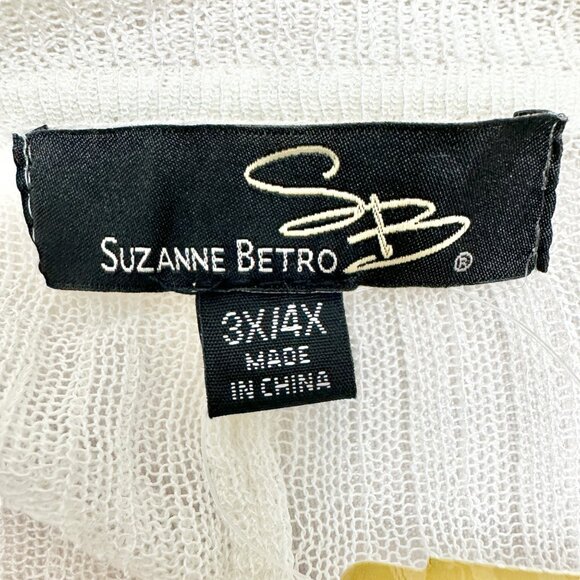 SB®
SUZANNE BETRO
3X/4X
MADE
IN CHINA